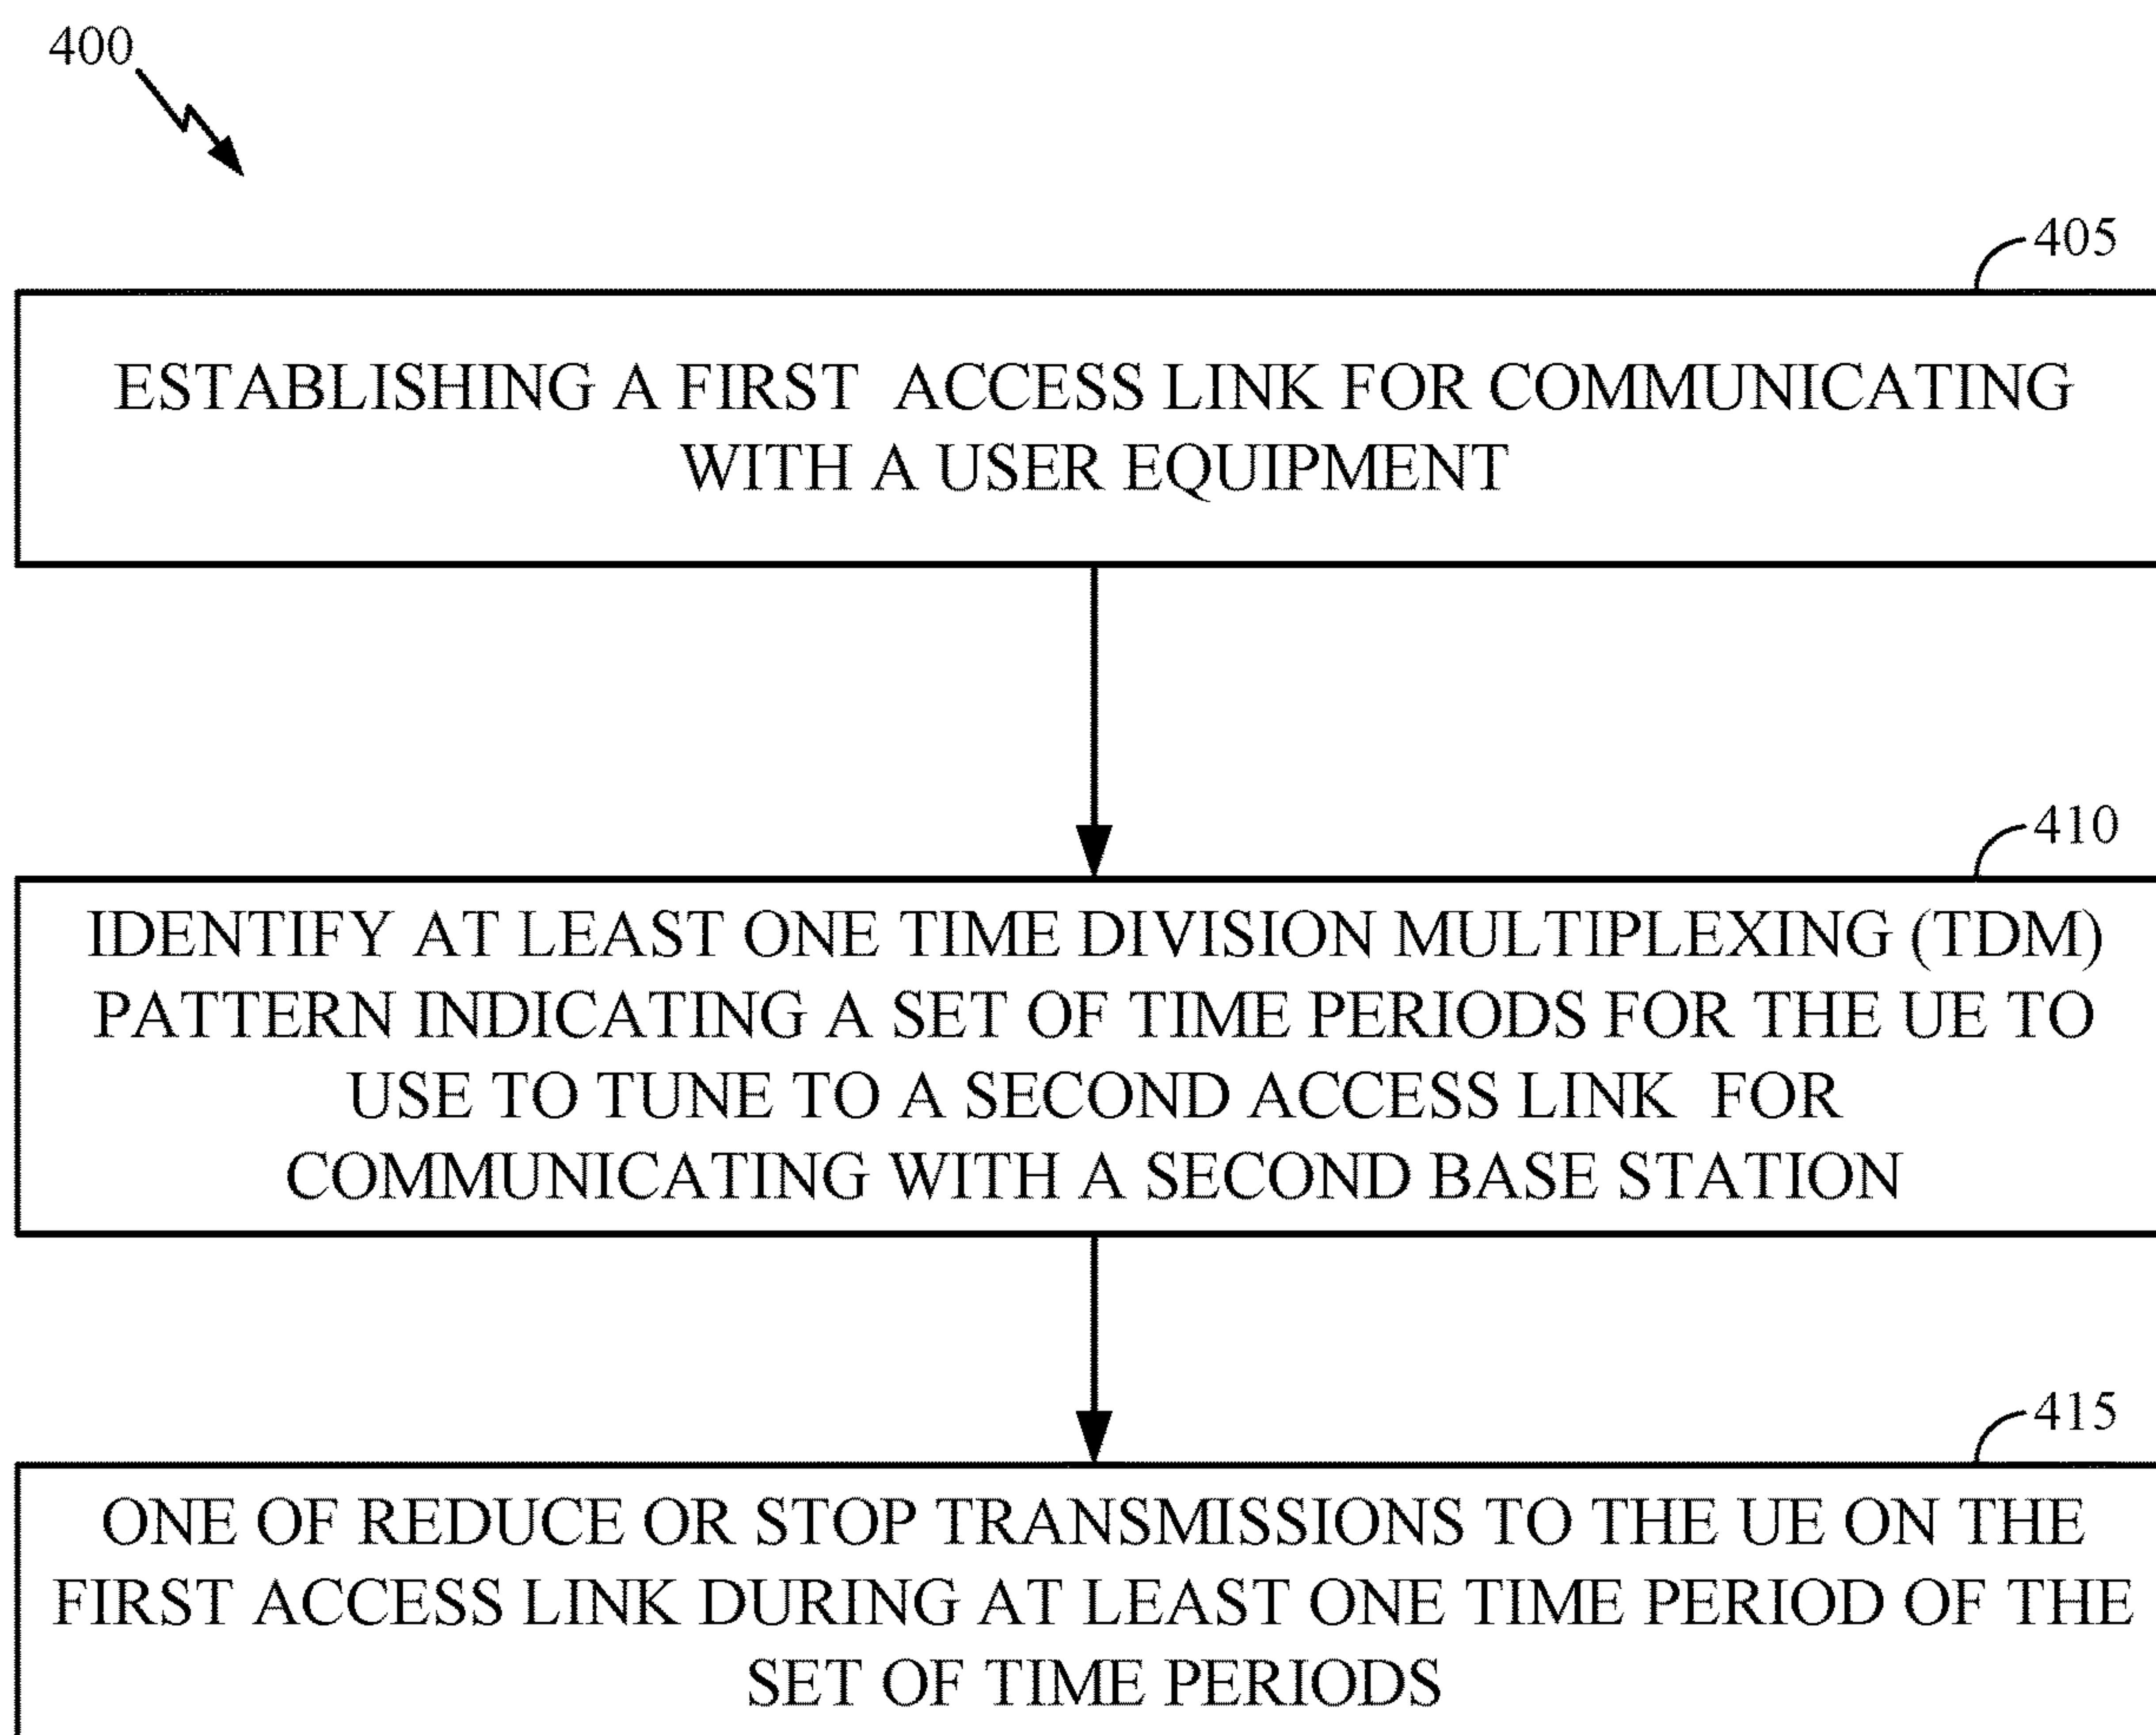 400
405
ESTABLISHING A FIRST ACCESS LINK FOR COMMUNICATING
WITH A USER EQUIPMENT
410
IDENTIFY AT LEAST ONE TIME DIVISION MULTIPLEXING (TDM)
PATTERN INDICATING A SET OF TIME PERIODS FOR THE UE TO
USE TO TUNE TO A SECOND ACCESS LINK FOR
COMMUNICATING WITH A SECOND BASE STATION
415
ONE OF REDUCE OR STOP TRANSMISSIONS TO THE UE ON THE
FIRST ACCESS LINK DURING AT LEAST ONE TIME PERIOD OF THE
SET OF TIME PERIODS